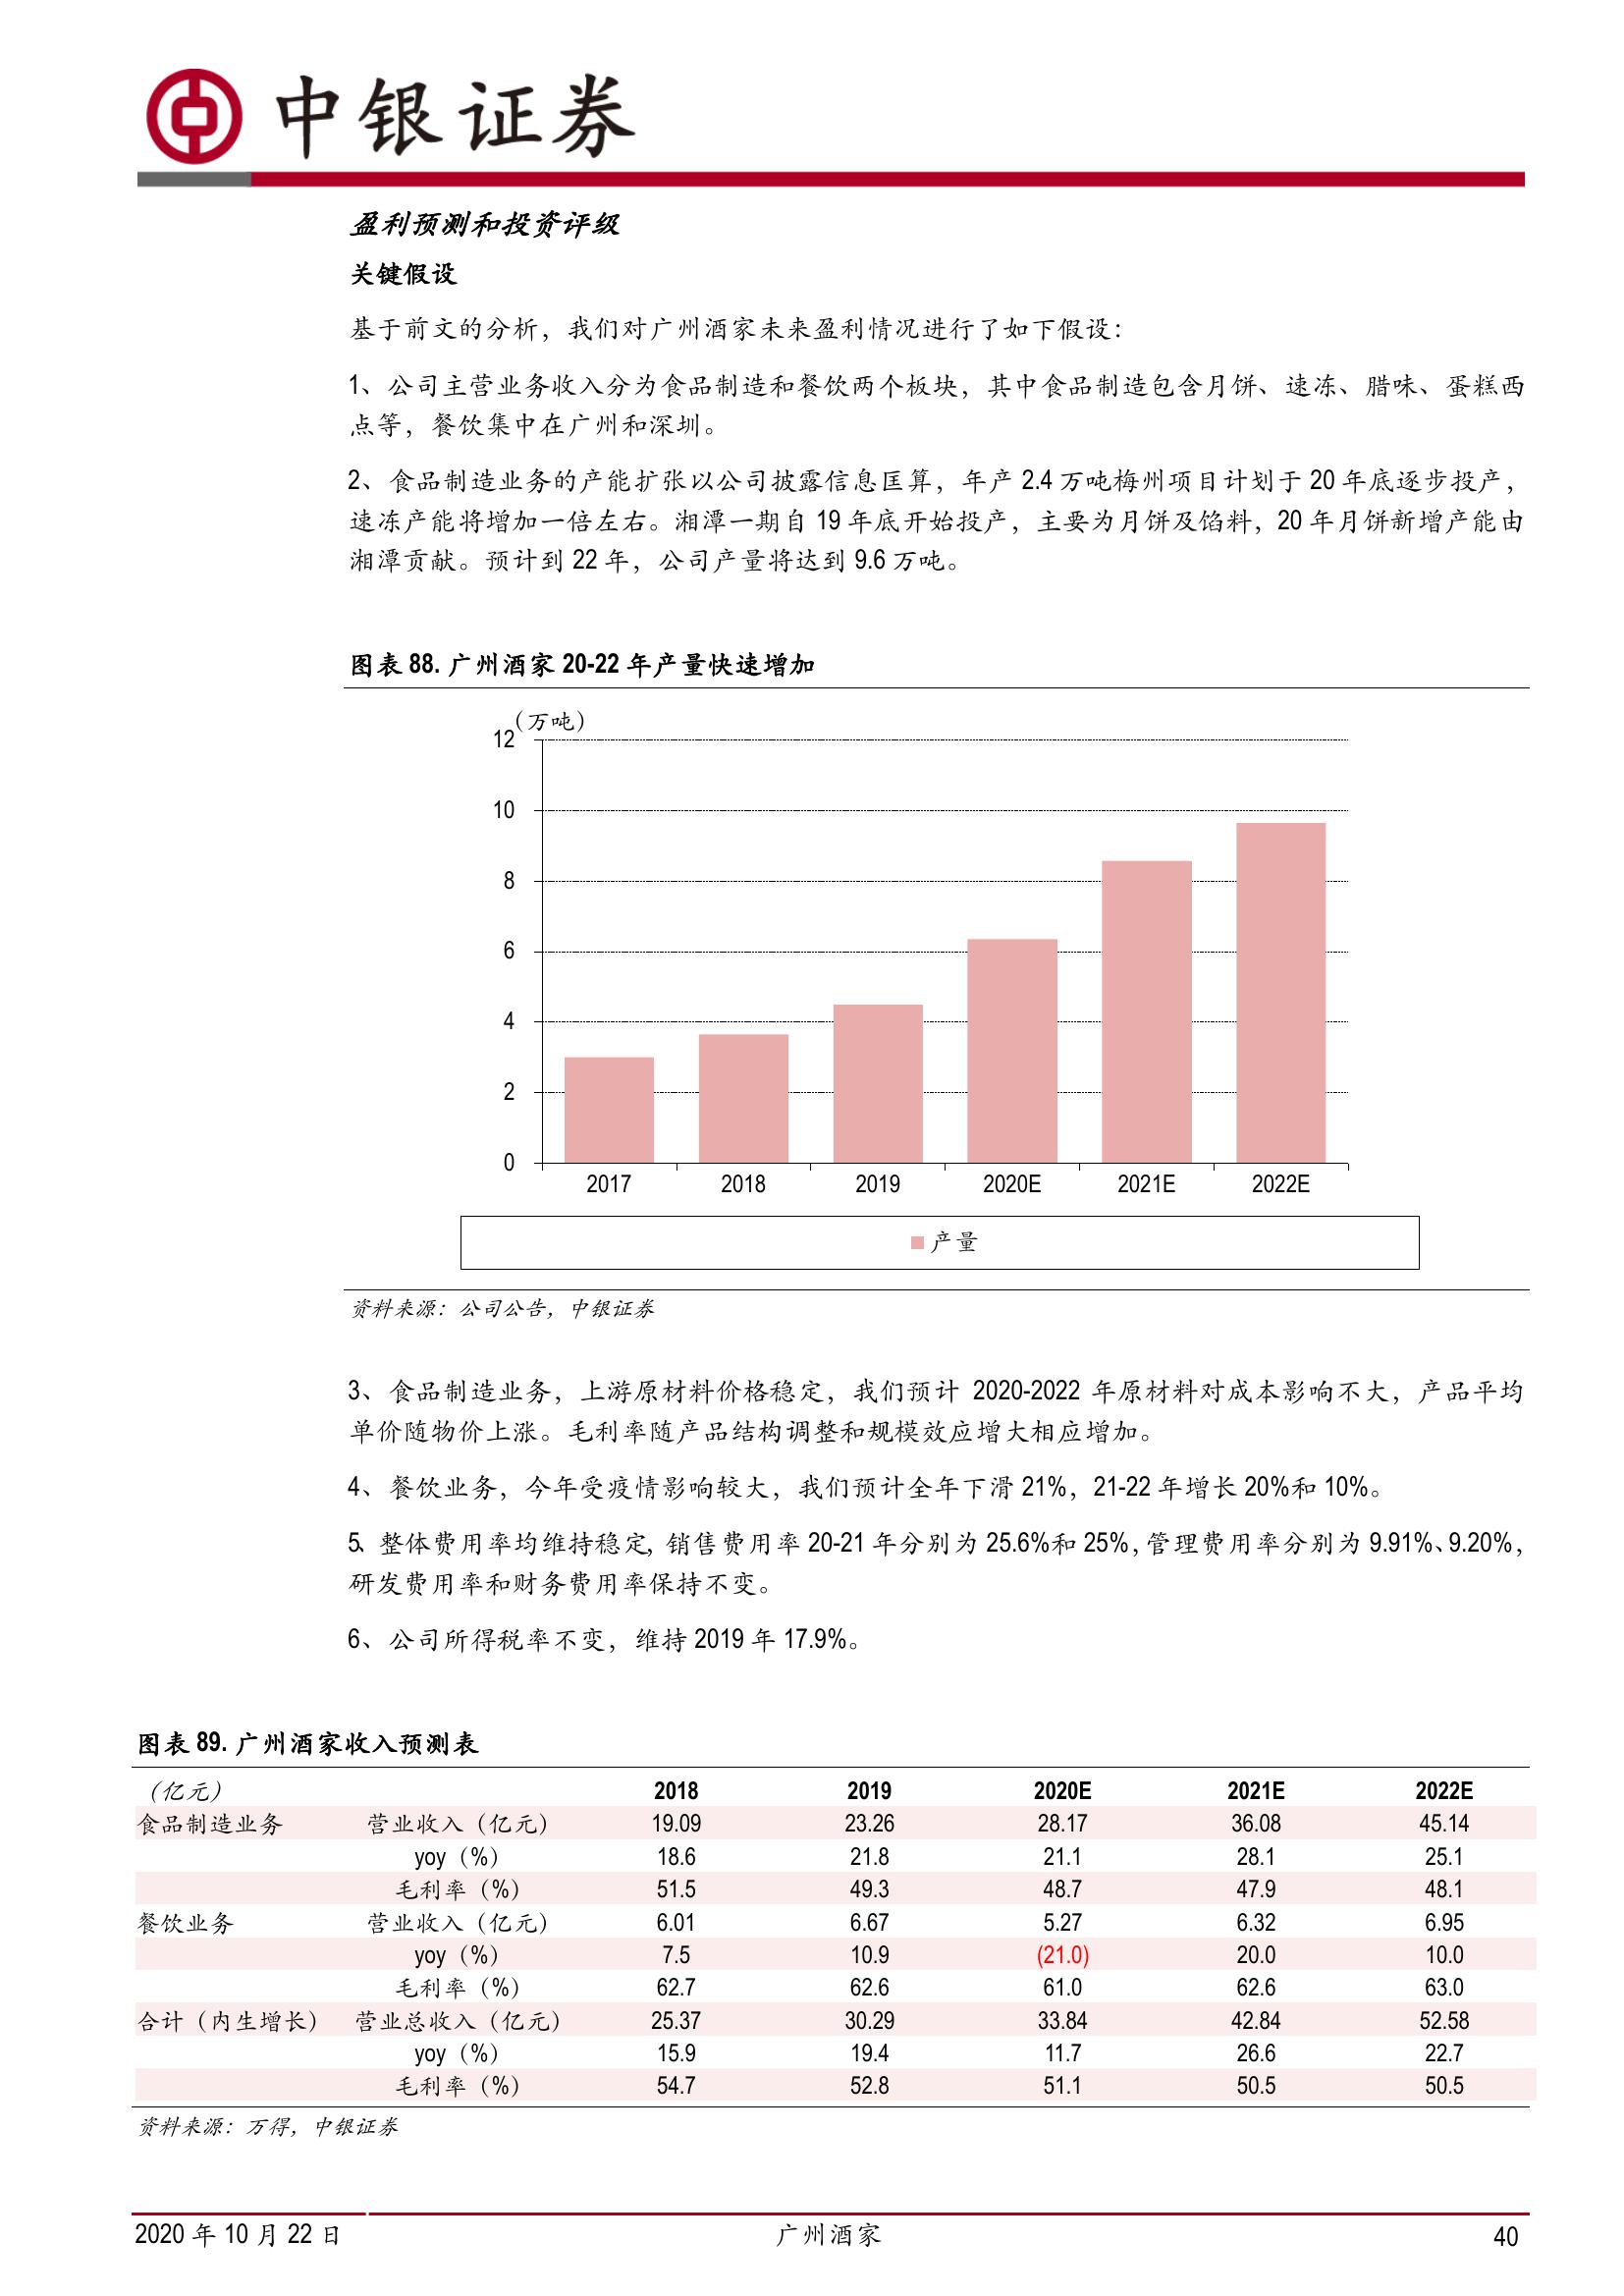 中银证券
盈利预测和投资评级
关键假设
基于前文的分析，我们对广州酒家未来盈利情况进行了如下假设：
1、公司主营业务收入分为食品制造和餐饮两个板块，其中食品制造包含月饼、速冻、腊味、蛋糕西
点等，餐饮集中在广州和深圳。
2、食品制造业务的产能扩张以公司披露信息匡算，年产 2.4 万吨梅州项目计划于 20 年底逐步投产，
速冻产能将增加一倍左右。湘潭一期自 19 年底开始投产，主要为月饼及馅料，20 年月饼新增产能由
湘潭贡献。预计到 22 年，公司产量将达到 9.6 万吨。
图表 88. 广州酒家 20-22 年产量快速增加
（万吨）
12
10
8
6
4
2
0
2017 2018 2019 2020E 2021E 2022E
产量
资料来源：公司公告，中银证券
3、食品制造业务，上游原材料价格稳定，我们预计 2020-2022 年原材料对成本影响不大，产品平均
单价随物价上涨。毛利率随产品结构调整和规模效应增大相应增加。
4、餐饮业务，今年受疫情影响较大，我们预计全年下滑 21%，21-22 年增长 20%和 10%。
5、整体费用率均维持稳定，销售费用率 20-21 年分别为 25.6%和 25%，管理费用率分别为 9.91%、9.20%，
研发费用率和财务费用率保持不变。
6、公司所得税率不变，维持 2019 年 17.9%。
图表 89. 广州酒家收入预测表
（亿元） 2018 2019 2020E 2021E 2022E
食品制造业务 营业收入（亿元） 19.09 23.26 28.17 36.08 45.14
yoy（%） 18.6 21.8 21.1 28.1 25.1
毛利率（%） 51.5 49.3 48.7 47.9 48.1
餐饮业务 营业收入（亿元） 6.01 6.67 5.27 6.32 6.95
yoy（%） 7.5 10.9 (21.0) 20.0 10.0
毛利率（%） 62.7 62.6 61.0 62.6 63.0
合计（内生增长） 营业总收入（亿元） 25.37 30.29 33.84 42.84 52.58
yoy（%） 15.9 19.4 11.7 26.6 22.7
毛利率（%） 54.7 52.8 51.1 50.5 50.5
资料来源：万得，中银证券
2020 年 10 月 22 日 广州酒家 40